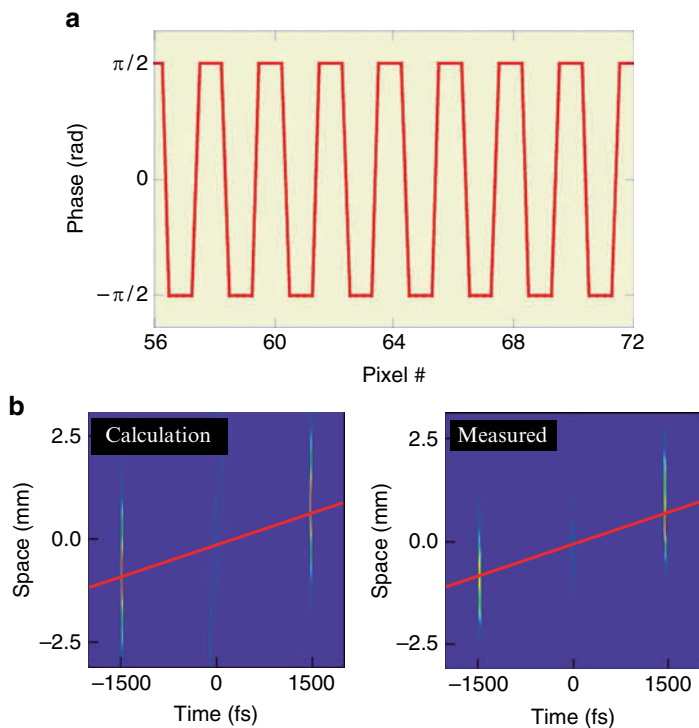 a
π/2
0
−π/2
Phase (rad)
56 60 64 68 72
Pixel #
b
Calculation
2.5
0.0
−2.5
Space (mm)
−1500 0 1500
Time (fs)
Measured
2.5
0.0
−2.5
Space (mm)
−1500 0 1500
Time (fs)